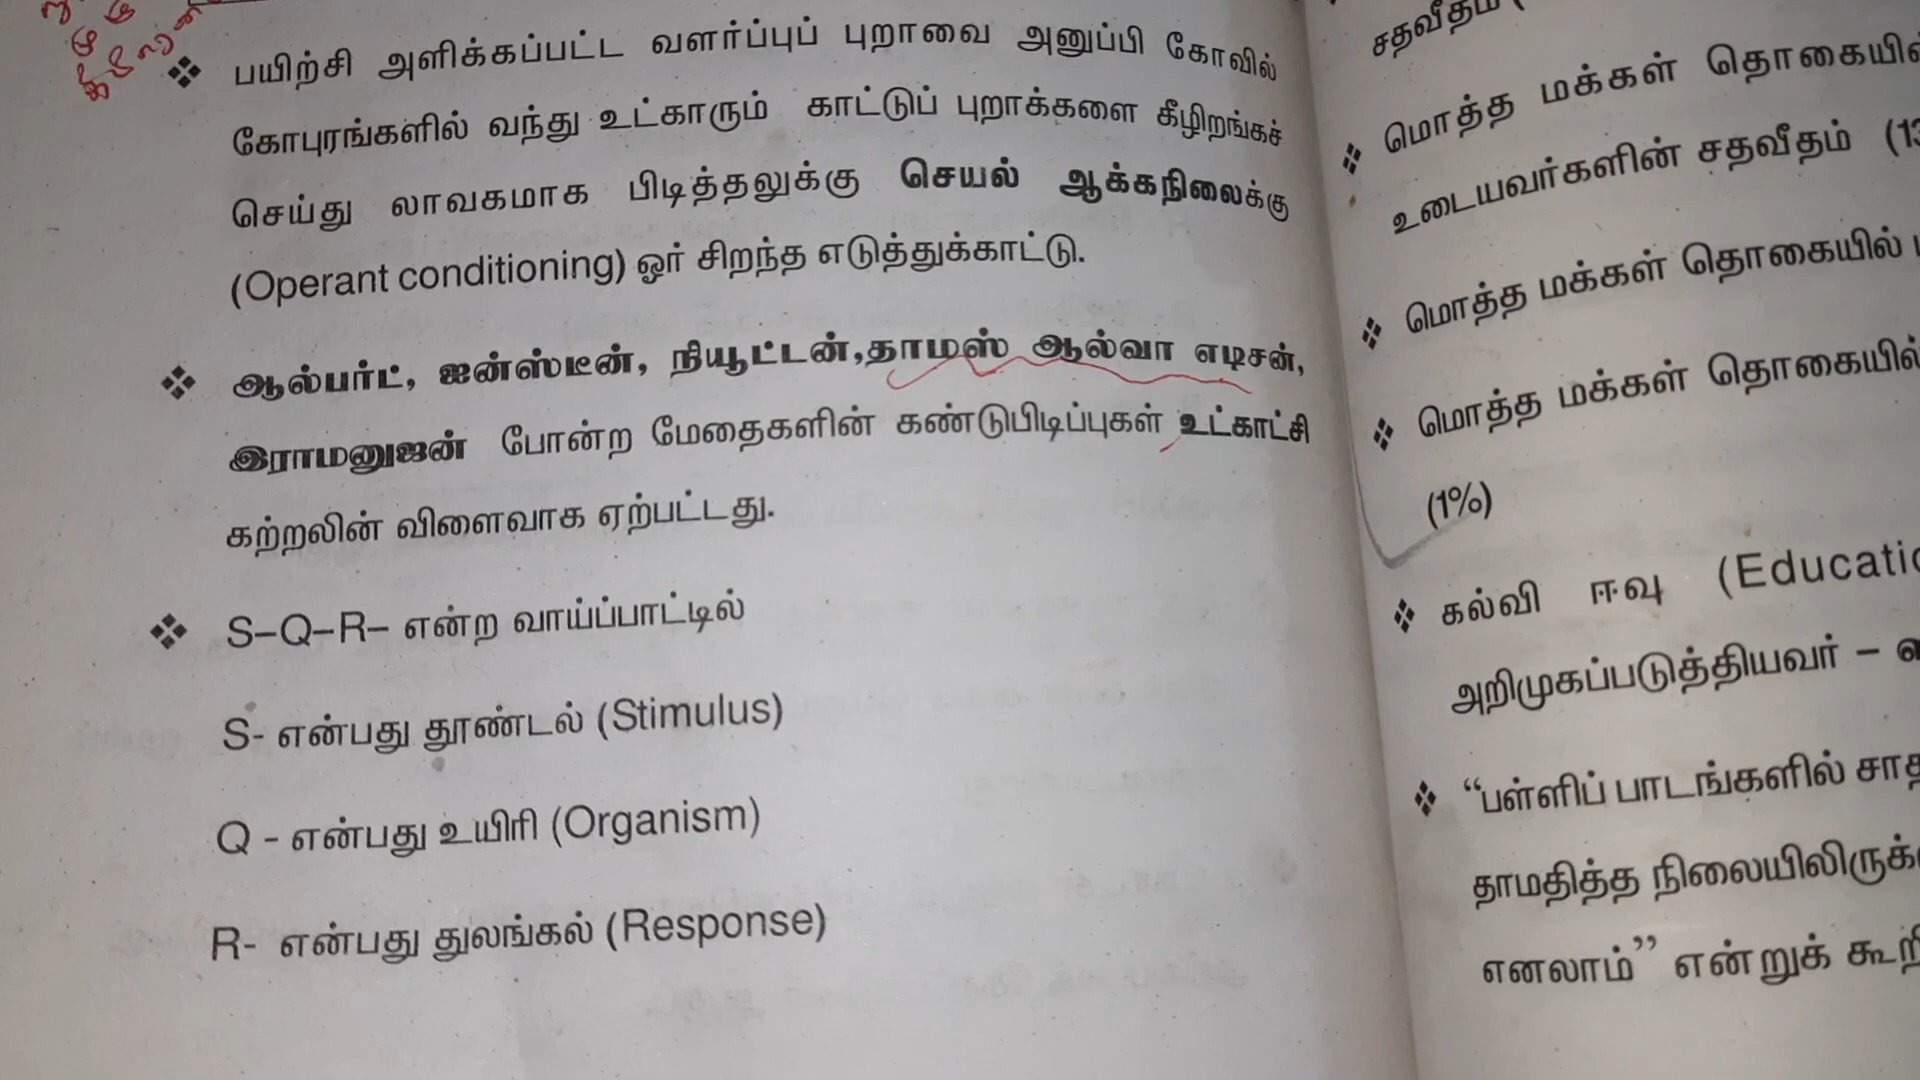 பயிற்சி அளிக்கப்பட்ட வளர்ப்புப் புறாவை அனுப்பி கோவில்
கோபுரங்களில் வந்து உட்காரும் காட்டுப் புறாக்களை கீழிறங்கச்
செய்து லாவகமாக பிடித்தலுக்கு செயல் ஆக்கநிலைக்கு
(Operant conditioning) ஓர் சிறந்த எடுத்துக்காட்டு.
ஆல்பர்ட், ஐன்ஸ்டீன், நியூட்டன்,தாமஸ் ஆல்வா எடிசன்,
இராமனுஜன் போன்ற மேதைகளின் கண்டுபிடிப்புகள் உட்காட்சி
கற்றலின் விளைவாக ஏற்பட்டது.
S–Q–R– என்ற வாய்ப்பாட்டில்
S- என்பது தூண்டல் (Stimulus)
Q - என்பது உயிரி (Organism)
R- என்பது துலங்கல் (Response)
சதவீதம் (
மொத்த மக்கள் தொகையில்
உடையவர்களின் சதவீதம் (13
மொத்த மக்கள் தொகையில்
மொத்த மக்கள் தொகையில்
(1%)
கல்வி ஈவு (Educatio
அறிமுகப்படுத்தியவர் –
“பள்ளிப் பாடங்களில் சாத
தாமதித்த நிலையிலிருக்
எனலாம்” என்றுக் கூறி